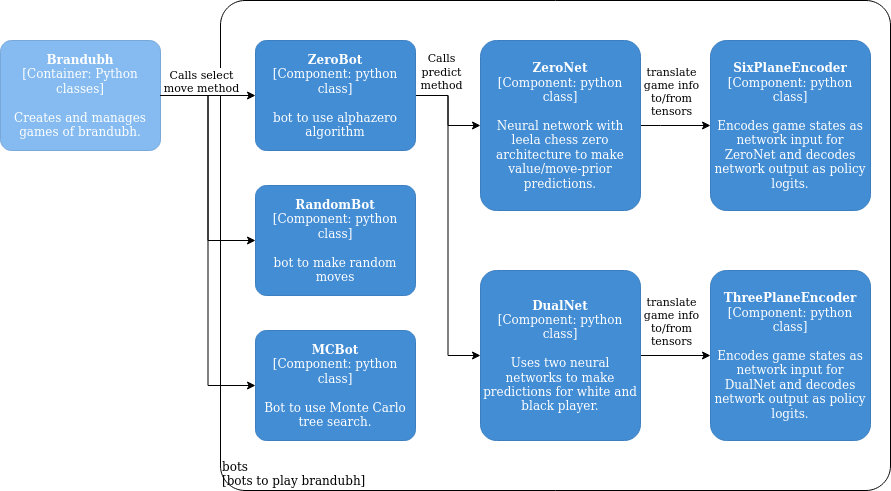 Brandubh
[Container: Python
classes]
Creates and manages
games of brandubh.
Calls select
move method
ZeroBot
[Component: python
class]
bot to use alphazero
algorithm
RandomBot
[Component: python
class]
bot to make random
moves
MCBot
[Component: python
class]
Bot to use Monte Carlo
tree search.
Calls
predict
method
ZeroNet
[Component: python
class]
Neural network with
leela chess zero
architecture to make
value/move-prior
predictions.
translate
game info
to/from
tensors
SixPlaneEncoder
[Component: python
class]
Encodes game states as
network input for
ZeroNet and decodes
network output as policy
logits.
DualNet
[Component: python
class]
Uses two neural
networks to make
predictions for white and
black player.
translate
game info
to/from
tensors
ThreePlaneEncoder
[Component: python
class]
Encodes game states as
network input for
DualNet and decodes
network output as policy
logits.
bots
[bots to play brandubh]